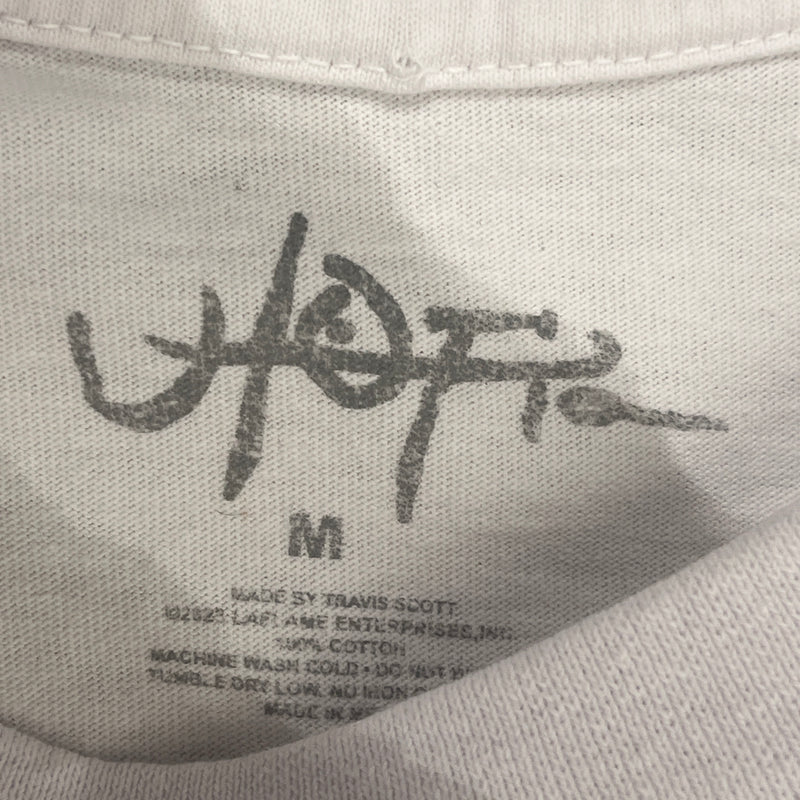 M
MADE BY TRAVIS SCOTT
LAFLAME ENTERPRISES, INC.
100% COTTON
MACHINE WASH COLD • DO NOT
TUMBLE DRY LOW. NO IRON
MADE IN